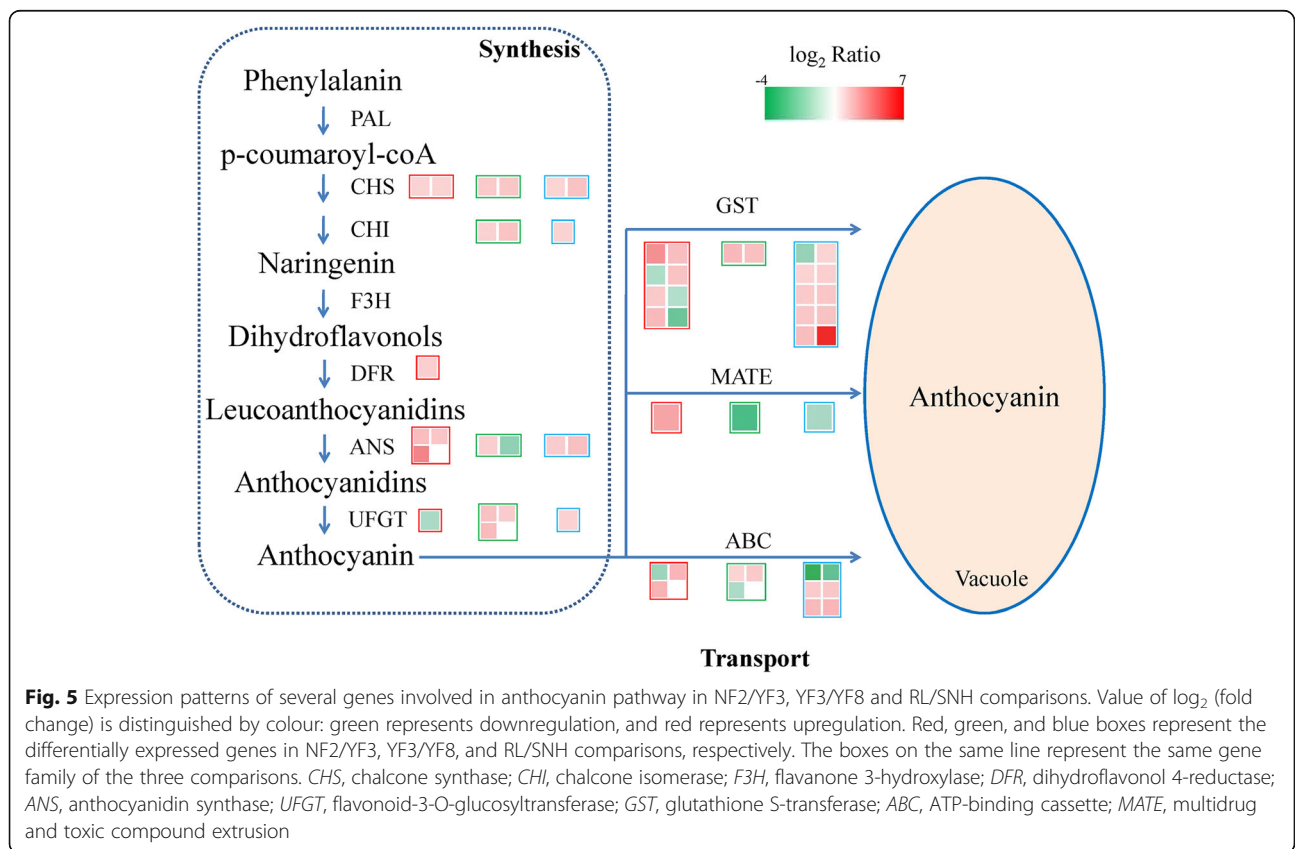 Synthesis
Phenylalanin
PAL
p-coumaroyl-coA
CHS
CHI
Naringenin
F3H
Dihydroflavonols
DFR
Leucoanthocyanidins
ANS
Anthocyanidins
UFGT
Anthocyanin
log₂ Ratio
-4 7
GST
MATE
ABC
Anthocyanin
Vacuole
Transport
Fig. 5 Expression patterns of several genes involved in anthocyanin pathway in NF2/YF3, YF3/YF8 and RL/SNH comparisons. Value of log₂ (fold
change) is distinguished by colour: green represents downregulation, and red represents upregulation. Red, green, and blue boxes represent the
differentially expressed genes in NF2/YF3, YF3/YF8, and RL/SNH comparisons, respectively. The boxes on the same line represent the same gene
family of the three comparisons. CHS, chalcone synthase; CHI, chalcone isomerase; F3H, flavanone 3-hydroxylase; DFR, dihydroflavonol 4-reductase;
ANS, anthocyanidin synthase; UFGT, flavonoid-3-O-glucosyltransferase; GST, glutathione S-transferase; ABC, ATP-binding cassette; MATE, multidrug
and toxic compound extrusion